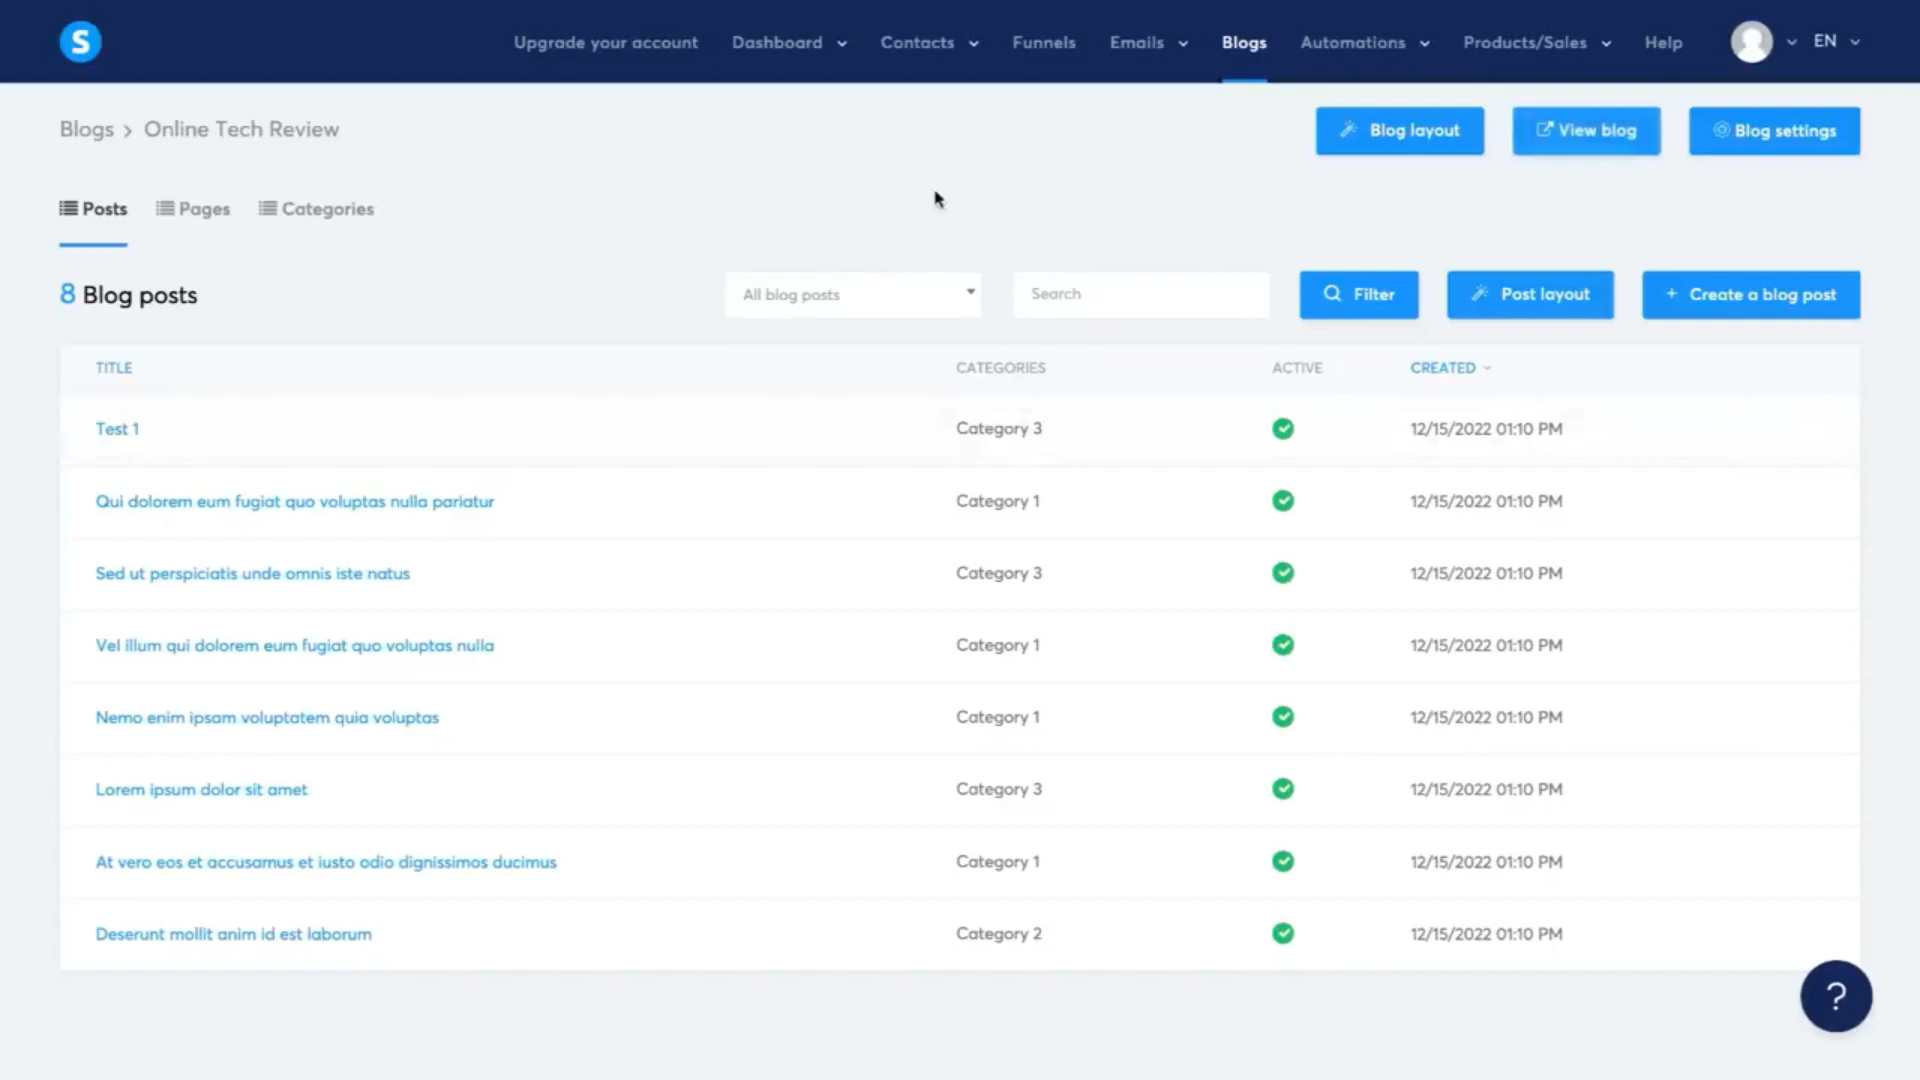 S
Upgrade your account Dashboard Contacts Funnels Emails Blogs Automations Products/Sales Help EN
Blogs > Online Tech Review
Blog layout View blog Blog settings
Posts Pages Categories
8 Blog posts
All blog posts Search Filter Post layout + Create a blog post
TITLE CATEGORIES ACTIVE CREATED
Test 1 Category 3 12/15/2022 01:10 PM
Qui dolorem eum fugiat quo voluptas nulla pariatur Category 1 12/15/2022 01:10 PM
Sed ut perspiciatis unde omnis iste natus Category 3 12/15/2022 01:10 PM
Vel illum qui dolorem eum fugiat quo voluptas nulla Category 1 12/15/2022 01:10 PM
Nemo enim ipsam voluptatem quia voluptas Category 1 12/15/2022 01:10 PM
Lorem ipsum dolor sit amet Category 3 12/15/2022 01:10 PM
At vero eos et accusamus et iusto odio dignissimos ducimus Category 1 12/15/2022 01:10 PM
Deserunt mollit anim id est laborum Category 2 12/15/2022 01:10 PM
?